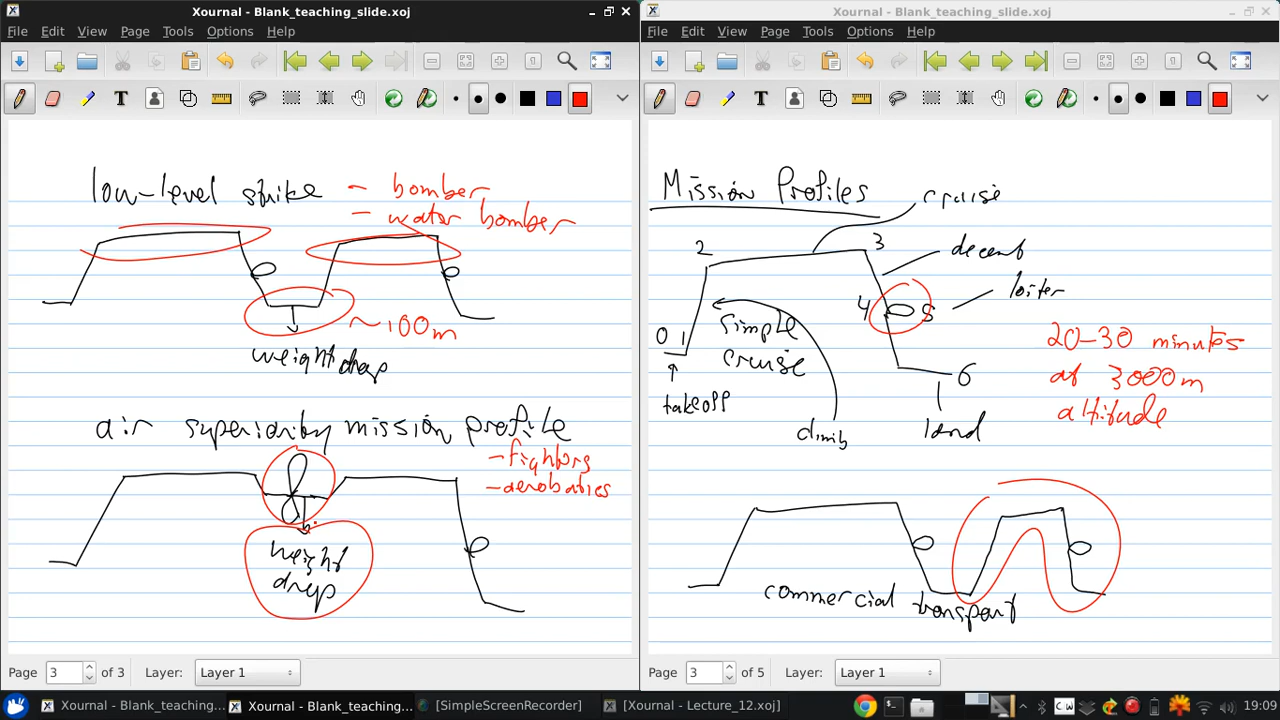 Xournal - Blank_teaching_slide.xoj
File Edit View Page Tools Options Help
low-level strike - bomber
- water bomber
~100m
weight drop
air superiority mission profile
- fighters
- aerobatics
weight
drop
Page 3 of 3 Layer: Layer 1
Xournal - Blank_teaching_slide.xoj
File Edit View Page Tools Options Help
Mission Profiles
cruise
2 3
decent
4 5 loiter
0 1 simple
cruise
20-30 minutes
at 3000m
altitude
6
takeoff
climb land
commercial transport
Page 3 of 5 Layer: Layer 1
Xournal - Blank_teaching... Xournal - Blank_teaching_... [SimpleScreenRecorder] [Xournal - Lecture_12.xoj] 19:09